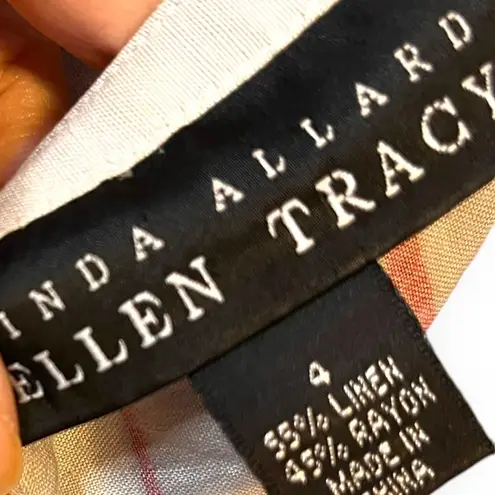 INDA ALLARD
ELLEN TRACY
4
55% LINEN
45% RAYON
MADE IN
CHINA